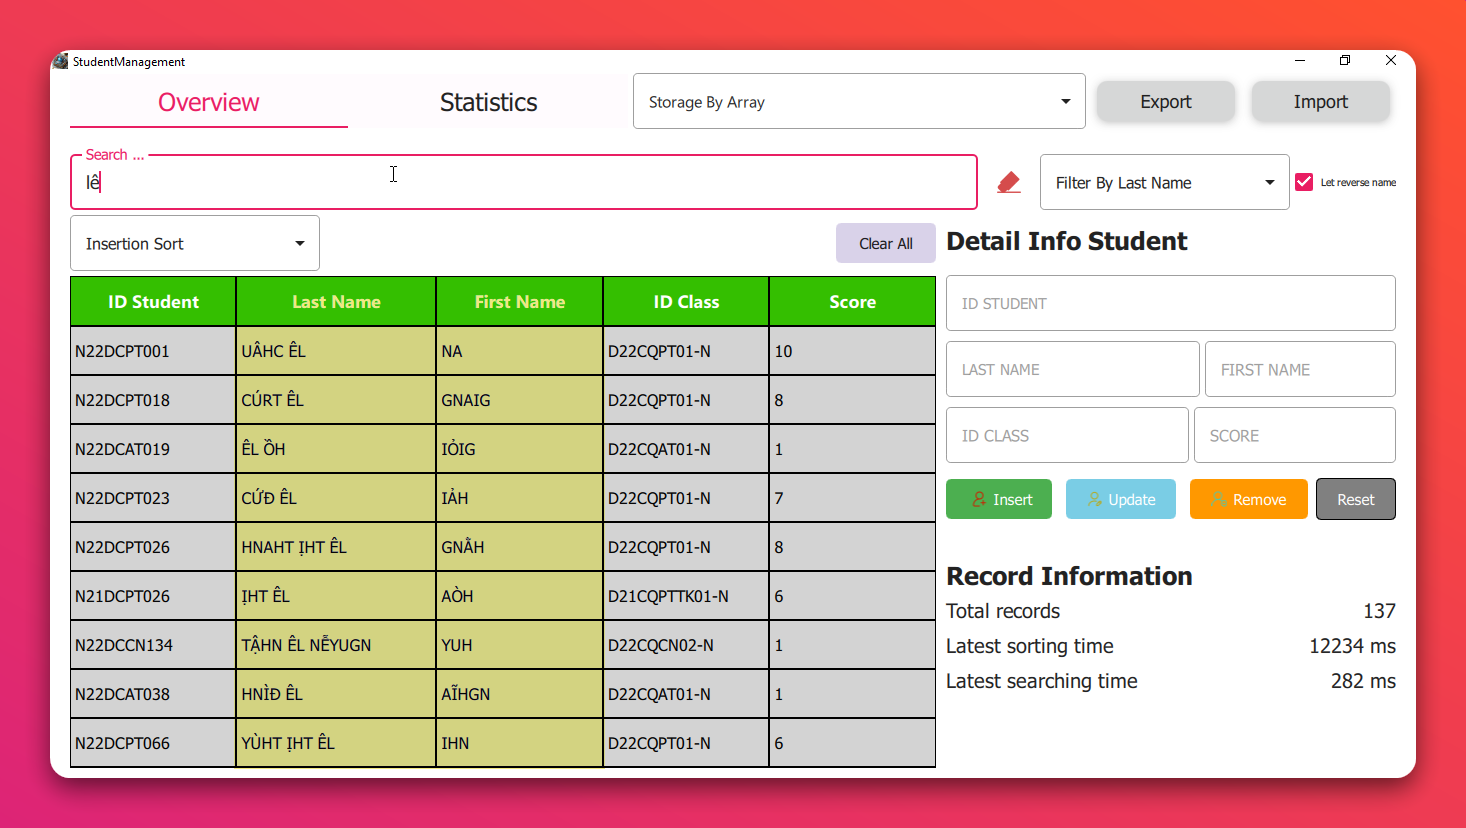 StudentManagement
Overview Statistics Storage By Array Export Import
Search ...
lê Filter By Last Name Let reverse name
Insertion Sort Clear All Detail Info Student
ID Student Last Name First Name ID Class Score
N22DCPT001 UÂHC ÊL NA D22CQPT01-N 10
N22DCPT018 CÚRT ÊL GNAIG D22CQPT01-N 8
N22DCAT019 ÊL ỒH IỎIG D22CQAT01-N 1
N22DCPT023 CỨĐ ÊL IẢH D22CQPT01-N 7
N22DCPT026 HNAHT ỊHT ÊL GNẰH D22CQPT01-N 8
N21DCPT026 ỊHT ÊL AÒH D21CQPTTK01-N 6
N22DCCN134 TẬHN ÊL NỄYUGN YUH D22CQCN02-N 1
N22DCAT038 HNÌĐ ÊL AĨHGN D22CQAT01-N 1
N22DCPT066 YÙHT ỊHT ÊL IHN D22CQPT01-N 6
ID STUDENT
LAST NAME FIRST NAME
ID CLASS SCORE
Insert Update Remove Reset
Record Information
Total records 137
Latest sorting time 12234 ms
Latest searching time 282 ms